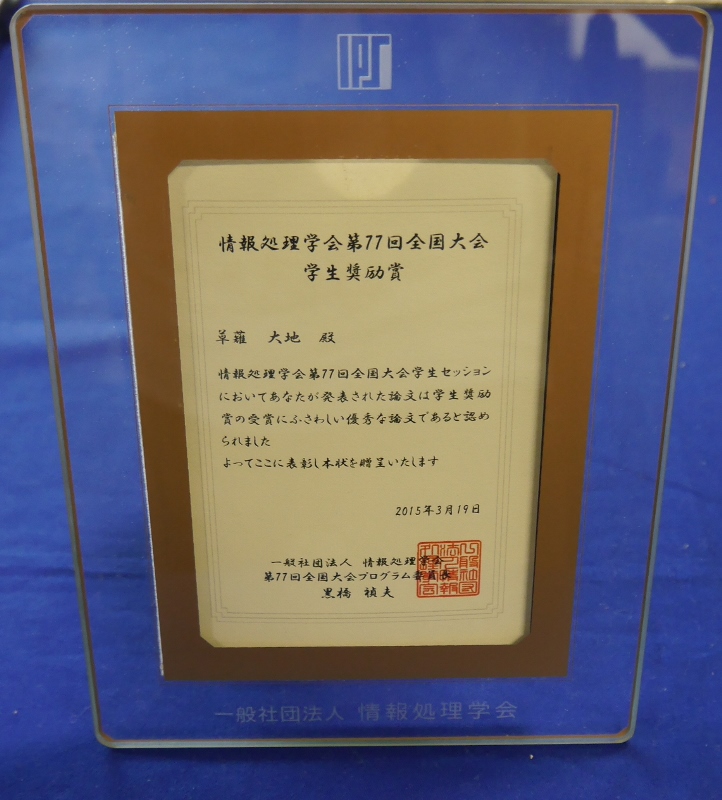 IPSJ
情報処理学会第77回全国大会
学生奨励賞
草薙 大地 殿
情報処理学会第77回全国大会学生セッション
においてあなたが発表された論文は学生奨励
賞の受賞にふさわしい優秀な論文であると認め
られました
よってここに表彰し本状を贈呈いたします
2015年3月19日
一般社団法人 情報処理学会
第77回全国大会プログラム委員長
黒橋 禎夫
一般社団法人 情報処理学会